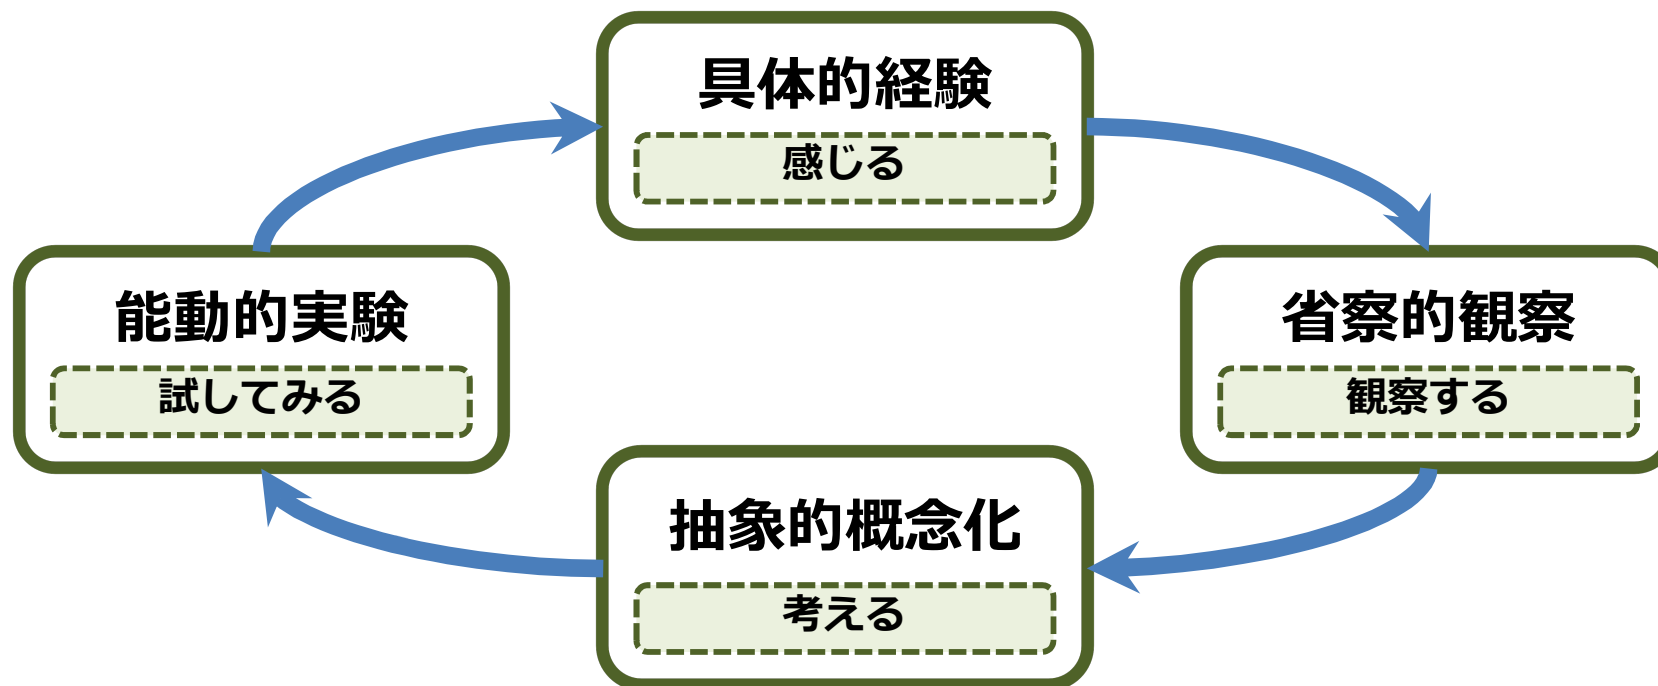 具体的経験
感じる
能動的実験
試してみる
省察的観察
観察する
抽象的概念化
考える